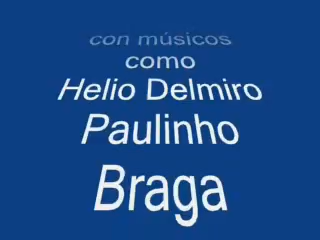 con músicos
como
Helio Delmiro
Paulinho
Braga